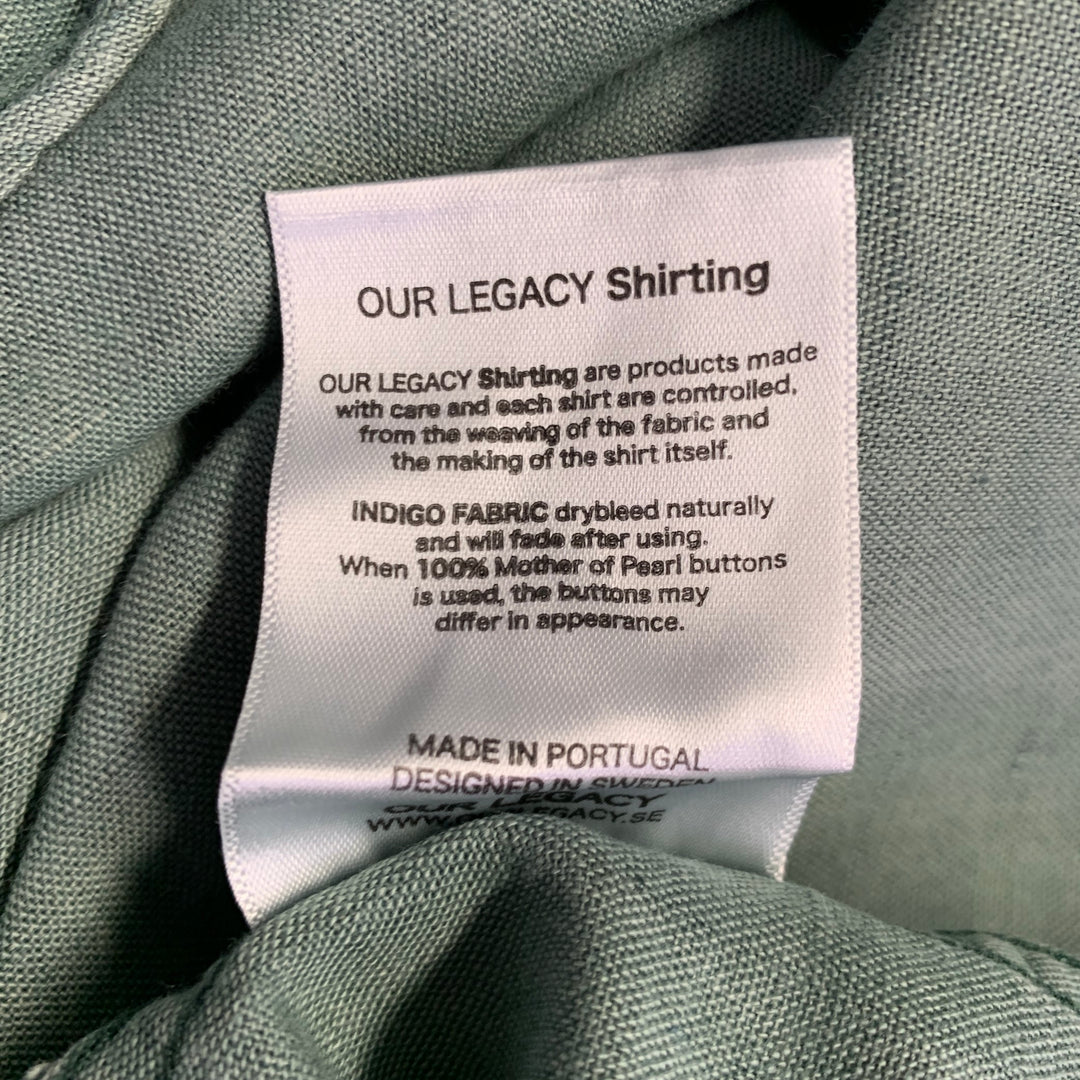 OUR LEGACY Shirting
OUR LEGACY Shirting are products made
with care and each shirt are controlled,
from the weaving of the fabric and
the making of the shirt itself.
INDIGO FABRIC drybleed naturally
and will fade after using.
When 100% Mother of Pearl buttons
is used, the buttons may
differ in appearance.
MADE IN PORTUGAL
DESIGNED IN SWEDEN
OUR LEGACY
WWW.OURLEGACY.SE